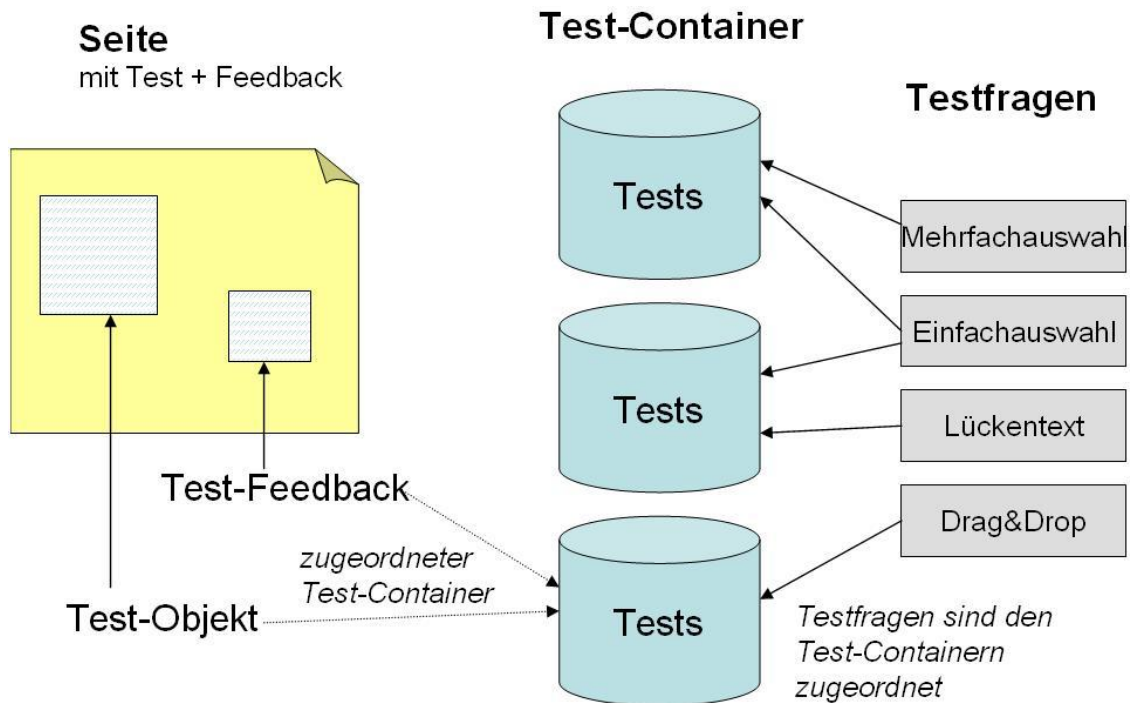 Seite
mit Test + Feedback
Test-Container
Testfragen
Tests
Mehrfachauswahl
Einfachauswahl
Tests
Lückentext
Test-Feedback
Drag&Drop
zugeordneter
Test-Container
Test-Objekt
Tests
Testfragen sind den
Test-Containern
zugeordnet